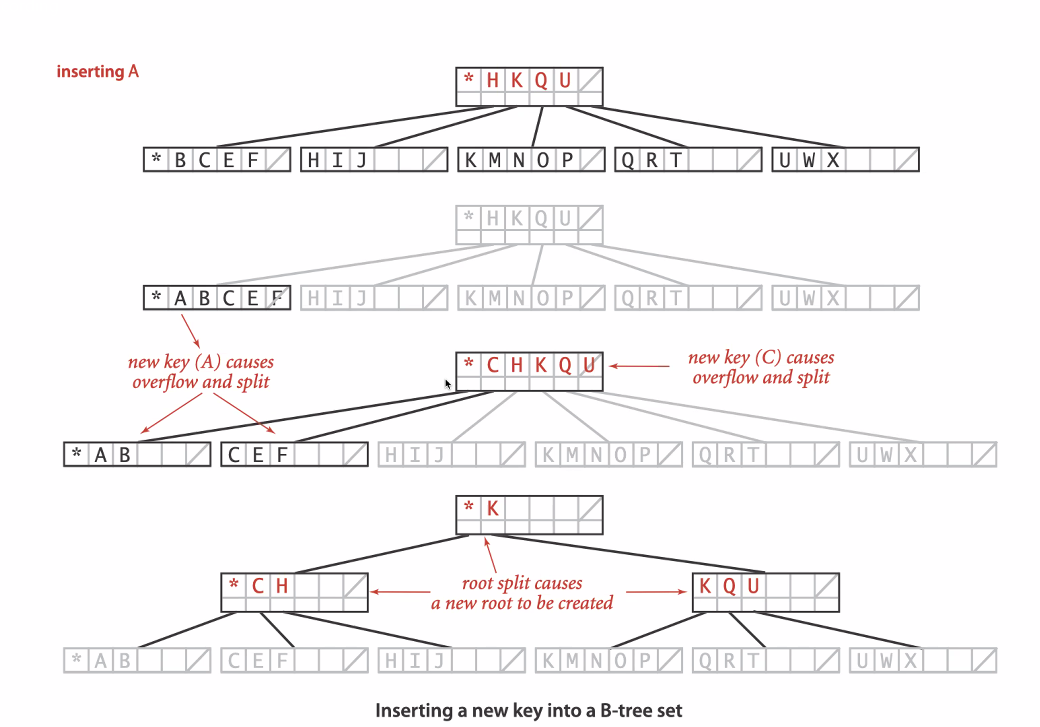 inserting A
* H K Q U
* B C E F H I J K M N O P Q R T U W X
* H K Q U
* A B C E F H I J K M N O P Q R T U W X
new key (A) causes
overflow and split
* C H K Q U
new key (C) causes
overflow and split
* A B C E F H I J K M N O P Q R T U W X
* K
* C H
root split causes
a new root to be created
K Q U
* A B C E F H I J K M N O P Q R T U W X
Inserting a new key into a B-tree set